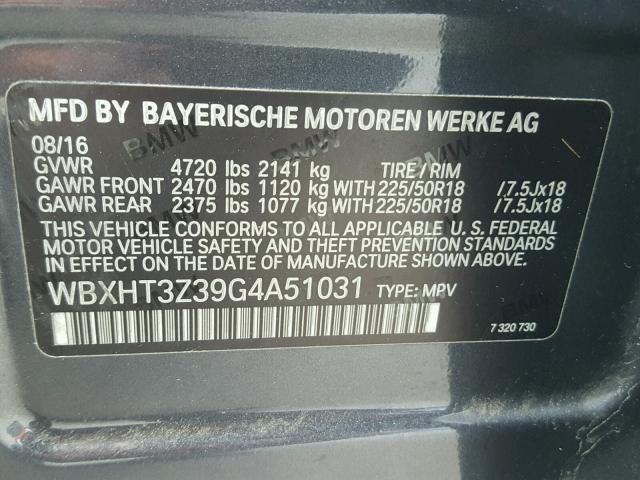 MFD BY BAYERISCHE MOTOREN WERKE AG
08/16
GVWR 4720 lbs 2141 kg TIRE / RIM
GAWR FRONT 2470 lbs 1120 kg WITH 225/50R18 /7.5Jx18
GAWR REAR 2375 lbs 1077 kg WITH 225/50R18 /7.5Jx18
THIS VEHICLE CONFORMS TO ALL APPLICABLE U.S. FEDERAL
MOTOR VEHICLE SAFETY AND THEFT PREVENTION STANDARDS
IN EFFECT ON THE DATE OF MANUFACTURE SHOWN ABOVE.
WBXHT3Z39G4A51031 TYPE: MPV
7 320 730
BMW BMW